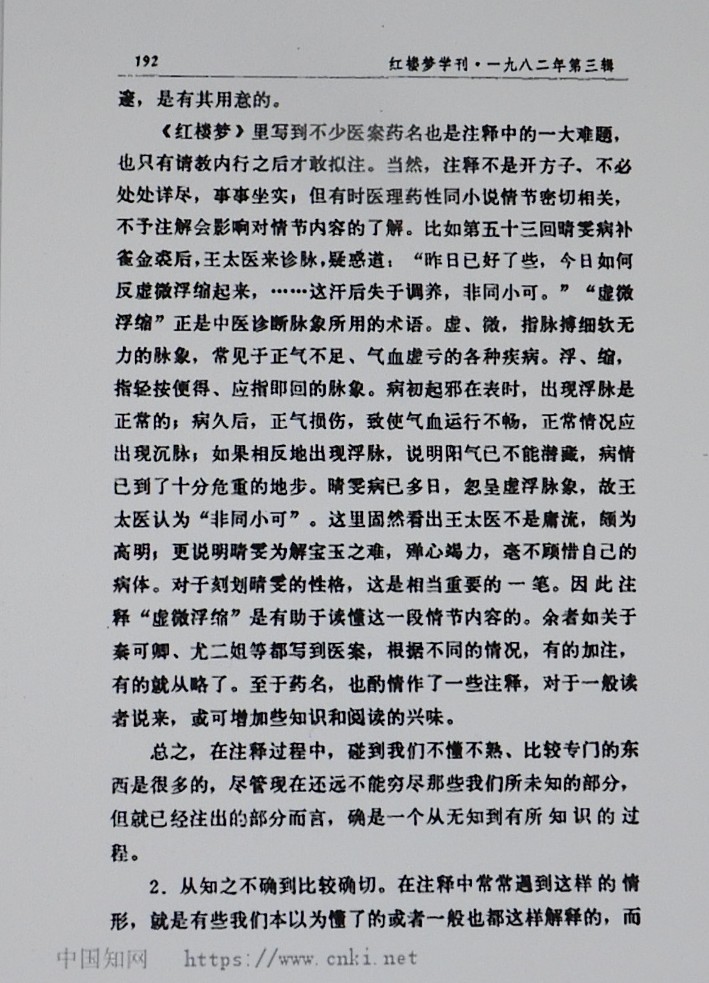 192 红楼梦学刊·一九八二年第三辑
邃，是有其用意的。
《红楼梦》里写到不少医案药名也是注释中的一大难题，
也只有请教内行之后才敢拟注。当然，注释不是开方子、不必
处处详尽，事事坐实；但有时医理药性同小说情节密切相关，
不予注解会影响对情节内容的了解。比如第五十三回晴雯病补
雀金裘后，王太医来诊脉，疑惑道：“昨日已好了些，今日如何
反虚微浮缩起来，……这汗后失于调养，非同小可。”“虚微
浮缩”正是中医诊断脉象所用的术语。虚、微，指脉搏细软无
力的脉象，常见于正气不足、气血虚亏的各种疾病。浮、缩，
指轻按便得、应指即回的脉象。病初起邪在表时，出现浮脉是
正常的；病久后，正气损伤，致使气血运行不畅，正常情况应
出现沉脉；如果相反地出现浮脉，说明阳气已不能潜藏，病情
已到了十分危重的地步。晴雯病已多日，忽呈虚浮脉象，故王
太医认为“非同小可”。这里固然看出王太医不是庸流，颇为
高明；更说明晴雯为解宝玉之难，殚心竭力，毫不顾惜自己的
病体。对于刻划晴雯的性格，这是相当重要的一笔。因此注
释“虚微浮缩”是有助于读懂这一段情节内容的。余者如关于
秦可卿、尤二姐等都写到医案，根据不同的情况，有的加注，
有的就从略了。至于药名，也酌情作了一些注释，对于一般读
者说来，或可增加些知识和阅读的兴味。
总之，在注释过程中，碰到我们不懂不熟、比较专门的东
西是很多的，尽管现在还远不能穷尽那些我们所未知的部分，
但就已经注出的部分而言，确是一个从无知到有所知识的过
程。
2．从知之不确到比较确切。在注释中常常遇到这样的情
形，就是有些我们本以为懂了的或者一般也都这样解释的，而
中国知网 https://www.cnki.net